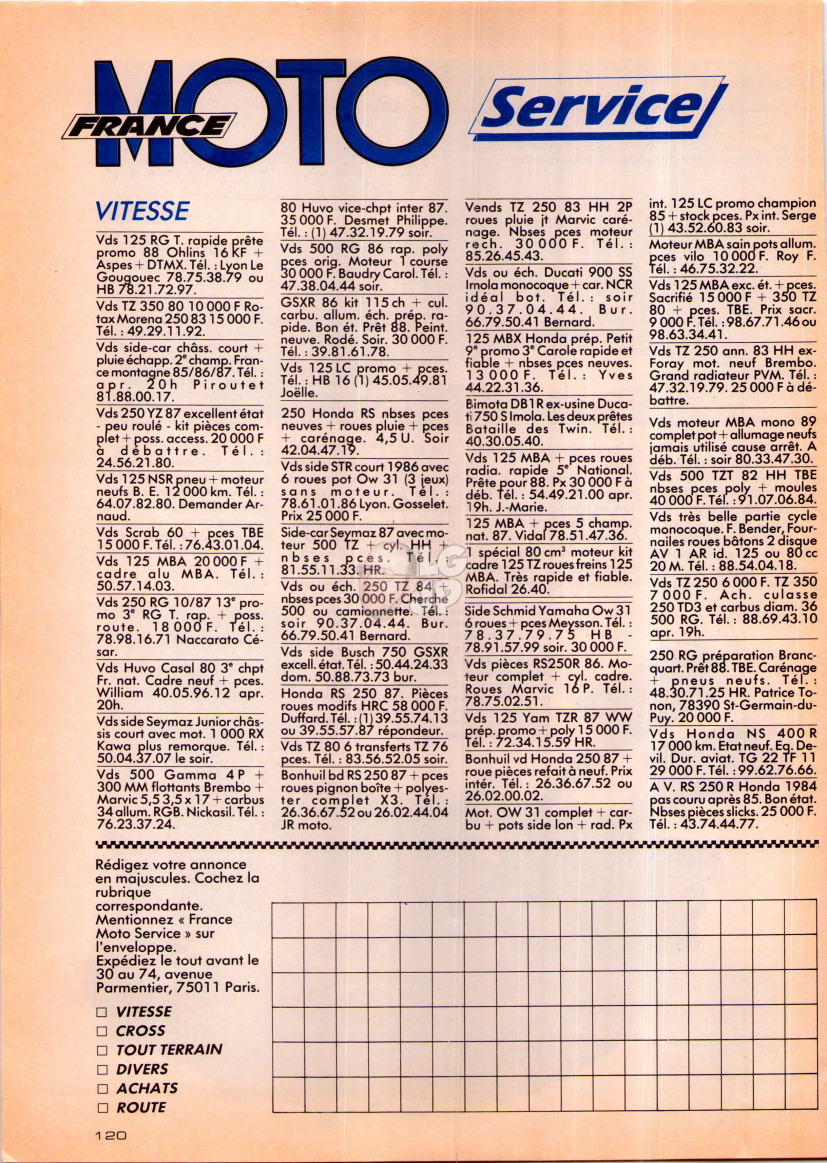 MOTO
FRANCE
Service
VITESSE
Vds 125 RG T. rapide prête
promo 88 Ohlins 16 KF +
Aspes + DTMX. Tél. : Lyon Le
Gougouec 78.75.38.79 ou
HB 78.21.72.97.
Vds TZ 350 80 10 000 F Ro-
tax Morena 250 83 15 000 F.
Tél. : 49.29.11.92.
Vds side-car châss. court +
pluie échapp. 2e champ. Fran-
ce montagne 85/86/87. Tél. :
apr. 20h Piroutet
81.88.00.17.
Vds 250 YZ 87 excellent état
- peu roulé - kit pièces com-
plet + poss. access. 20 000 F
à débattre. Tél. :
24.56.21.80.
Vds 125 NSR pneu + moteur
neufs B. E. 12 000 km. Tél. :
64.07.82.80. Demander Ar-
naud.
Vds Scrab 60 + pces TBE
15 000 F. Tél. : 76.43.01.04.
Vds 125 MBA 20 000 F +
cadre alu MBA. Tél. :
50.57.14.03.
Vds 250 RG 10/87 13e pro-
mo 3e RG T. rap. + poss.
route. 18 000 F. Tél. :
78.98.16.71 Naccarato Cé-
sar.
Vds Huvo Casal 80 3e chpt
Fr. nat. Cadre neuf + pces.
William 40.05.96.12 apr.
20h.
Vds side Seymaz Junior châs-
sis court avec mot. 1 000 RX
Kawa plus remorque. Tél. :
50.04.37.07 le soir.
Vds 500 Gamma 4 P +
300 MM flottants Brembo +
Marvic 5,5 3,5 x 17 + carbus
34 allum. RGB. Nickasil. Tél. :
76.23.37.24.
80 Huvo vice-chpt inter 87.
35 000 F. Desmet Philippe.
Tél. : (1) 47.32.19.79 soir.
Vds 500 RG 86 rap. poly
pces orig. Moteur 1 course
30 000 F. Baudry Carol. Tél. :
47.38.04.44 soir.
GSXR 86 kit 115 ch + cul.
carbu. allum. éch. prép. ra-
pide. Bon ét. Prêt 88. Peint.
neuve. Rodé. Soir. 30 000 F.
Tél. : 39.81.61.78.
Vds 125 LC promo + pces.
Tél. : HB 16 (1) 45.05.49.81
Joëlle.
250 Honda RS nbses pces
neuves + roues pluie + pces
+ carénage. 4,5 U. Soir
42.04.47.19.
Vds side STR court 1986 avec
6 roues pot Ow 31 (3 jeux)
sans moteur. Tél. :
78.61.01.86 Lyon. Gosselet.
Prix 25 000 F.
Side-car Seymaz 87 avec mo-
teur 500 TZ + cyl. HH +
nbses pces. Tél. :
81.55.11.33. HR.
Vds ou éch. 250 TZ 84 +
nbses pces 30 000 F. Cherche
500 ou camionnette. Tél. :
soir 90.37.04.44. Bur.
66.79.50.41 Bernard.
Vds side Busch 750 GSXR
excell. état. Tél. : 50.44.24.33
dom. 50.88.73.73 bur.
Honda RS 250 87. Pièces
roues modifs HRC 58 000 F.
Duffard. Tél. : (1) 39.55.74.13
ou 39.55.57.87 répondeur.
Vds TZ 80 6 transferts TZ 76
pces. Tél. : 83.56.52.05 soir.
Bonhuil bd RS 250 87 + pces
roues pignon boîte + polyes-
ter complet X3. Tél. :
26.36.67.52 ou 26.02.44.04
JR moto.
Vends TZ 250 83 HH 2P
roues pluie jt Marvic caré-
nage. Nbses pces moteur
rech. 30 000 F. Tél. :
85.26.45.43.
Vds ou éch. Ducati 900 SS
Imola monocoque + car. NCR
idéal bot. Tél. : soir
90.37.04.44. Bur.
66.79.50.41 Bernard.
125 MBX Honda prép. Petit
9e promo 3e Carole rapide et
fiable + nbses pces neuves.
13 000 F. Tél. : Yves
44.22.31.36.
Bimota DB1 R ex-usine Duca-
ti 750 S Imola. Les deux prêtes
Bataille des Twin. Tél. :
40.30.05.40.
Vds 125 MBA + pces roues
radia. rapide 5e National.
Prête pour 88. Px 30 000 F à
déb. Tél. : 54.49.21.00 apr.
19h. J.-Marie.
125 MBA + pces 5 champ.
nat. 87. Vidal 78.51.47.36.
1 spécial 80 cm³ moteur kit
cadre 125 TZ roues freins 125
MBA. Très rapide et fiable.
Rofidal 26.40.
Side Schmid Yamaha Ow 31
6 roues + pces Meysson. Tél. :
78.37.79.75 HB -
78.91.57.99 soir. 30 000 F.
Vds pièces RS250R 86. Mo-
teur complet + cyl. cadre.
Roues Marvic 16 P. Tél. :
78.75.02.51.
Vds 125 Yam TZR 87 WW
prép. promo + poly 15 000 F.
Tél. : 72.34.15.59 HR.
Bonhuil vd Honda 250 87 +
roue pièces refait à neuf. Prix
intér. Tél. : 26.36.67.52 ou
26.02.00.02.
Mot. OW 31 complet + car-
bu + pots side lon + rad. Px
int. 125 LC promo champion
85 + stock pces. Px int. Serge
(1) 43.52.60.83 soir.
Moteur MBA sain pots allum.
pces vilo 10 000 F. Roy F.
Tél. : 46.75.32.22.
Vds 125 MBA exc. ét. + pces.
Sacrifié 15 000 F + 350 TZ
80 + pces. TBE. Prix sacr.
9 000 F. Tél. : 98.67.71.46 ou
98.63.34.41.
Vds TZ 250 ann. 83 HH ex-
Foray mot. neuf Brembo.
Grand radiateur PVM. Tél. :
47.32.19.79. 25 000 F à dé-
battre.
Vds moteur MBA mono 89
complet pot + allumage neufs
jamais utilisé cause arrêt. A
déb. Tél. : soir 80.33.47.30.
Vds 500 TZT 82 HH TBE
nbses pces poly + moules
40 000 F. Tél. : 91.07.06.84.
Vds très belle partie cycle
monocoque. F. Bender, Four-
nailes roues bâtons 2 disque
AV 1 AR id. 125 ou 80 cc
20 M. Tél. : 88.54.04.18.
Vds TZ 250 6 000 F. TZ 350
7 000 F. Ach. culasse
250 TD3 et carbus diam. 36
500 RG. Tél. : 88.69.43.10
apr. 19h.
250 RG préparation Branc-
quart. Prêt 88. TBE. Carénage
+ pneus neufs. Tél. :
48.30.71.25 HR. Patrice To-
non, 78390 St-Germain-du-
Puy. 20 000 F.
Vds Honda NS 400 R
17 000 km. Etat neuf. Eq. De-
vil. Dur. aviat. TG 22 TF 11
29 000 F. Tél. : 99.62.76.66.
A V. RS 250 R Honda 1984
pas couru après 85. Bon état.
Nbses pièces slicks. 25 000 F.
Tél. : 43.74.44.77.
Rédigez votre annonce
en majuscules. Cochez la
rubrique
correspondante.
Mentionnez « France
Moto Service » sur
l'enveloppe.
Expédiez le tout avant le
30 au 74, avenue
Parmentier, 75011 Paris.
□ VITESSE
□ CROSS
□ TOUT TERRAIN
□ DIVERS
□ ACHATS
□ ROUTE
120